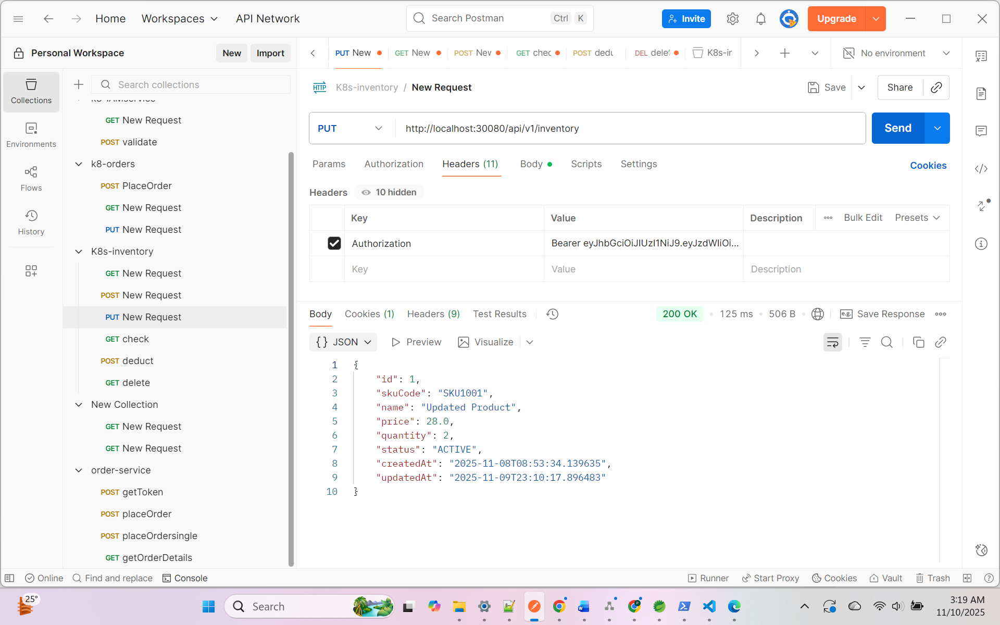 Home
Workspaces
API Network
Search Postman
Ctrl K
Invite
Upgrade
Personal Workspace
New
Import
PUT New
GET New
POST Nev
GET chec
POST dedu
DEL dele
K8s-ir
No environment
Collections
Environments
Flows
History
Search collections
GET New Request
POST validate
k8-orders
POST PlaceOrder
GET New Request
PUT New Request
K8s-inventory
GET New Request
POST New Request
PUT New Request
GET check
POST deduct
GET delete
New Collection
GET New Request
GET New Request
order-service
POST getToken
POST placeOrder
POST placeOrdersingle
GET getOrderDetails
HTTP K8s-inventory / New Request
Save
Share
PUT
http://localhost:30080/api/v1/inventory
Send
Params
Authorization
Headers (11)
Body
Scripts
Settings
Cookies
Headers
10 hidden
Key
Value
Description
Bulk Edit
Presets
Authorization
Bearer eyJhbGciOiJIUzI1NiJ9.eyJzdWIiOi...
Key
Value
Description
Body
Cookies (1)
Headers (9)
Test Results
200 OK
125 ms
506 B
e.g. Save Response
{} JSON
Preview
Visualize
1 {
2 "id": 1,
3 "skuCode": "SKU1001",
4 "name": "Updated Product",
5 "price": 28.0,
6 "quantity": 2,
7 "status": "ACTIVE",
8 "createdAt": "2025-11-08T08:53:34.139635",
9 "updatedAt": "2025-11-09T23:10:17.896483"
10 }
Online
Find and replace
Console
Runner
Start Proxy
Cookies
Vault
Trash
25°
Search
3:19 AM
11/10/2025